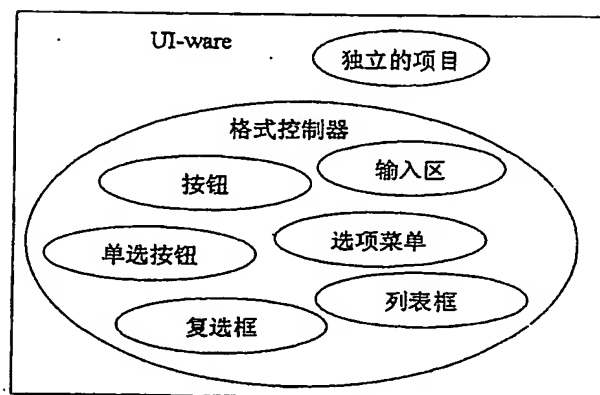 UI-ware
独立的项目
格式控制器
按钮
输入区
单选按钮
选项菜单
复选框
列表框